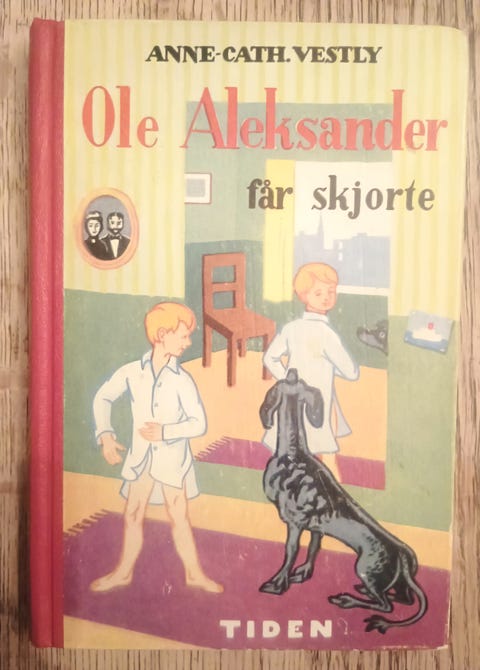 ANNE-CATH. VESTLY
Ole Aleksander
får skjorte
TIDEN